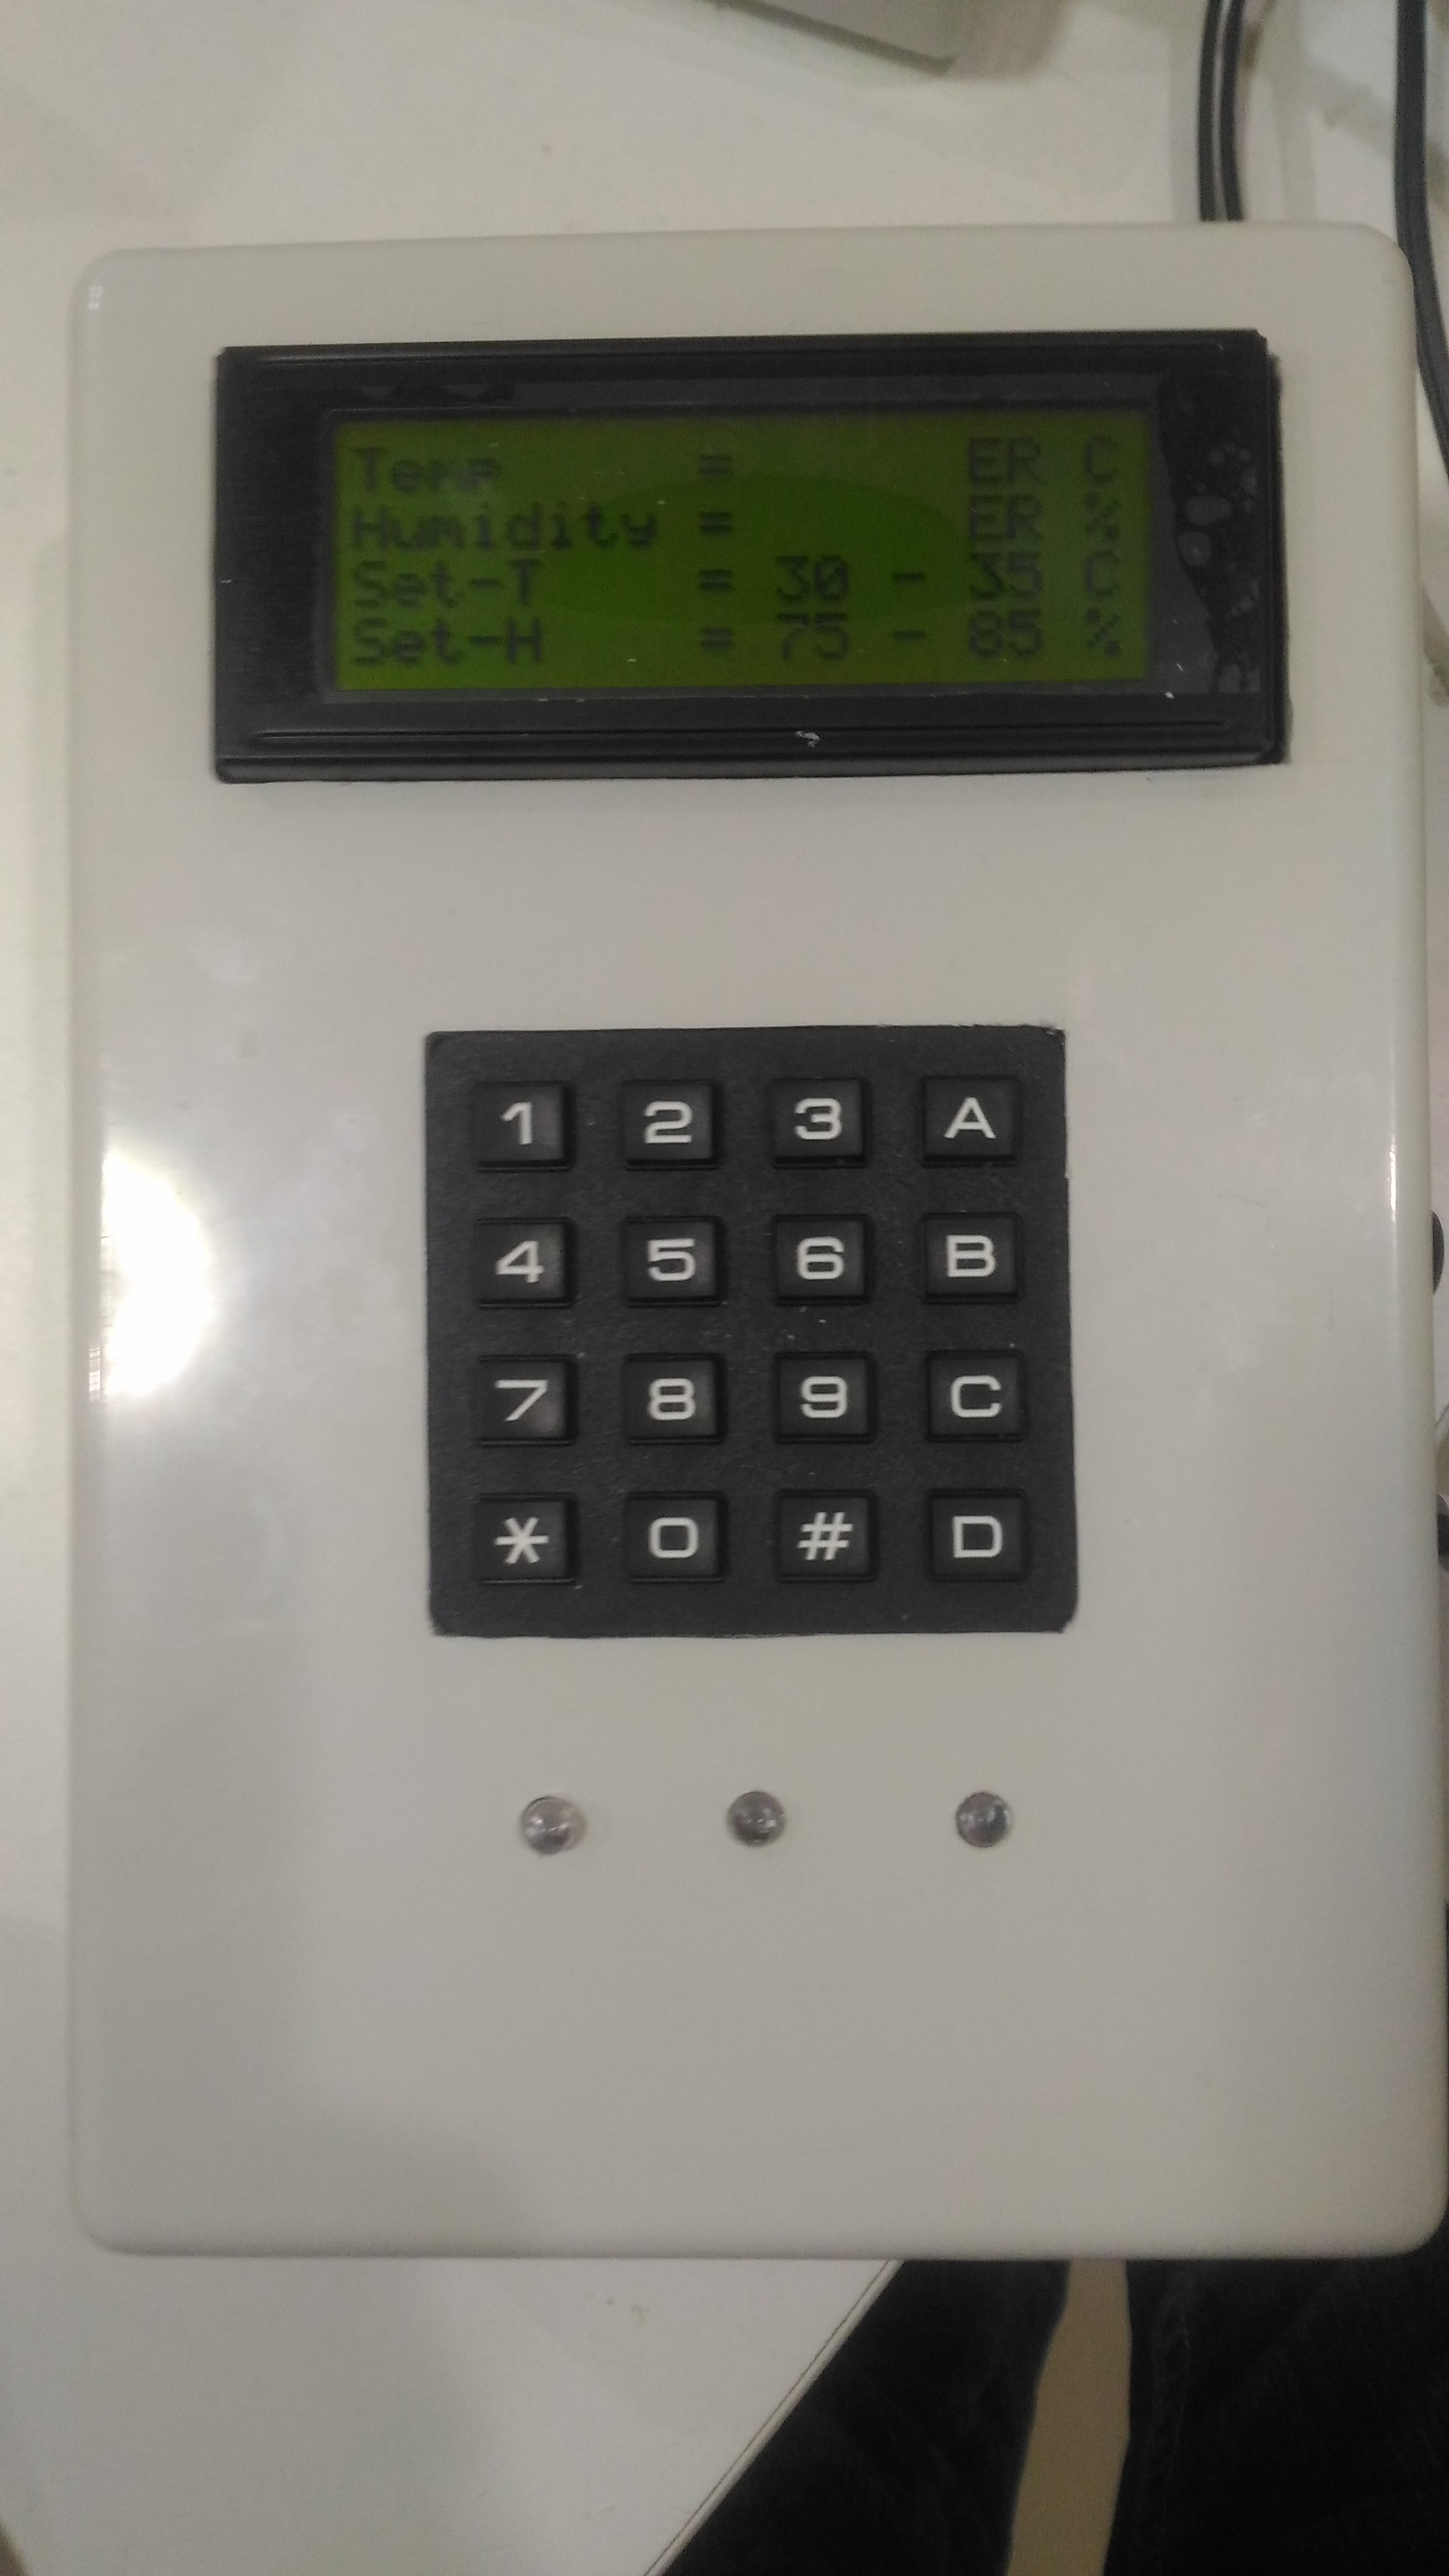 Temp = ER C
Humidity = ER %
Set-T = 30 - 35 C
Set-H = 75 - 85 %
1 2 3 A
4 5 6 B
7 8 9 C
* 0 # D